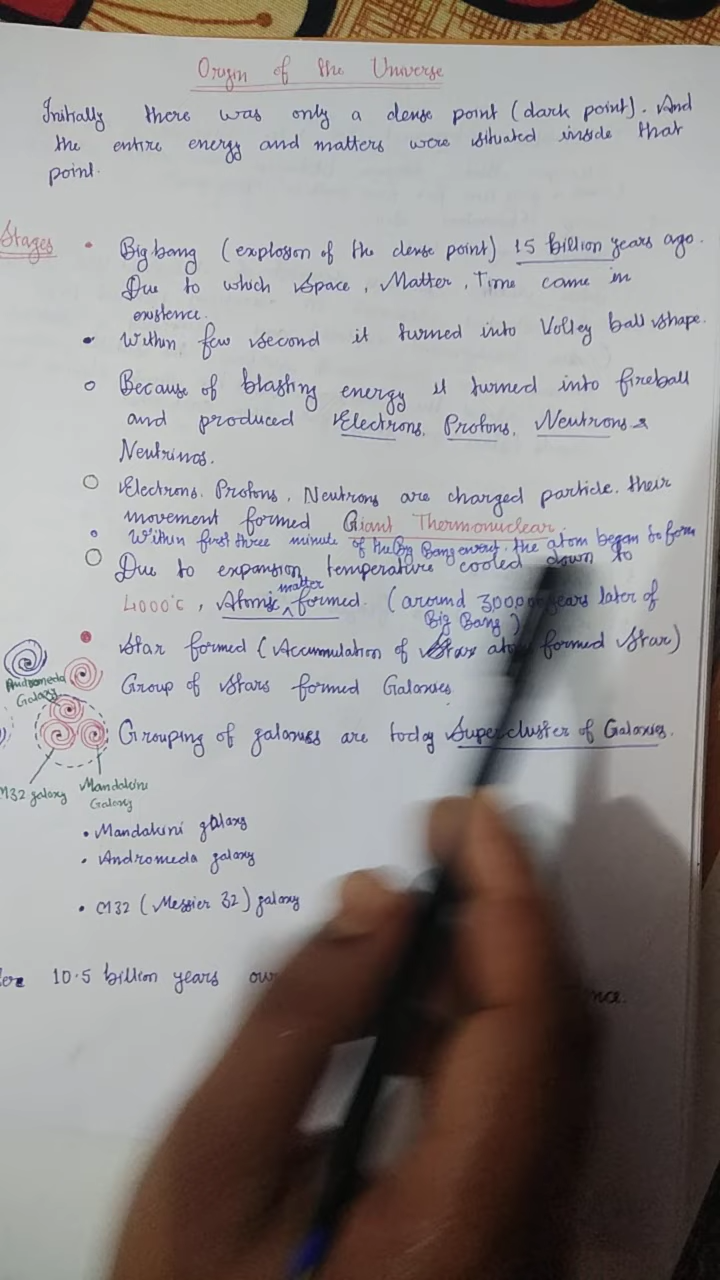 Origin of the Universe
Initially there was only a dense point (dark point). And
the entire energy and matters were situated inside that
point.
Stages
• Big bang (explosion of the dense point) 15 billion years ago.
Due to which space, Matter, Time came in
existence.
• Within few second it turned into Volley ball shape.
Because of blasting energy it turned into fireball
and produced Electrons, Protons, Neutrons &
Neutrinos.
Electrons, Protons, Neutrons are charged particle. their
movement formed Giant Thermonuclear.
Within first three minute of the Big Bang event, the atom began to form
Due to expansion temperature cooled down to
4000°c, Atomic matter formed. (around 300,000 years later of
Big Bang)
Star formed (Accumulation of formed Star)
Andromeda
Galaxy
Group of stars formed Galaxies
Grouping of galaxies are today Supercluster of Galaxies.
M32 galaxy
Mandakini
Galaxy
• Mandakini galaxy
• Andromeda galaxy
• M32 (Messier 32) galaxy
10.5 billion years